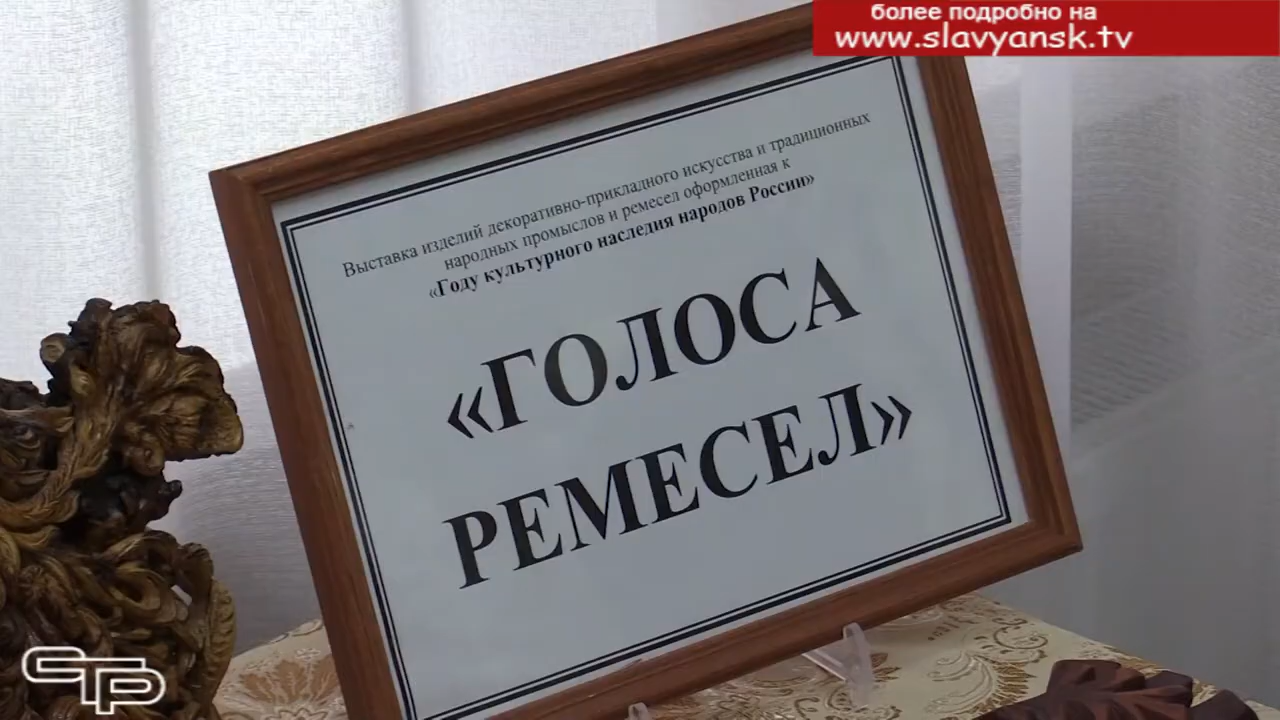 более подробно на
www.slavyansk.tv
Выставка изделий декоративно-прикладного искусства и традиционных
народных промыслов и ремесел оформленная к
«Году культурного наследия народов России»
«ГОЛОСА
РЕМЕСЕЛ»
СТР